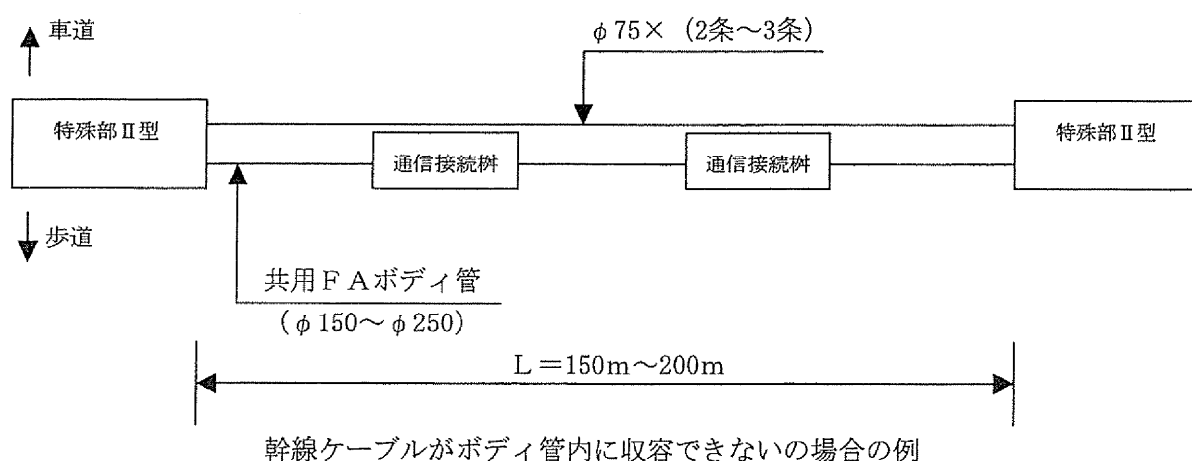 車道
φ75×(2条～3条)
特殊部Ⅱ型
通信接続桝
通信接続桝
特殊部Ⅱ型
歩道
共用FAボディ管
(φ150～φ250)
L=150m～200m
幹線ケーブルがボディ管内に収容できないの場合の例